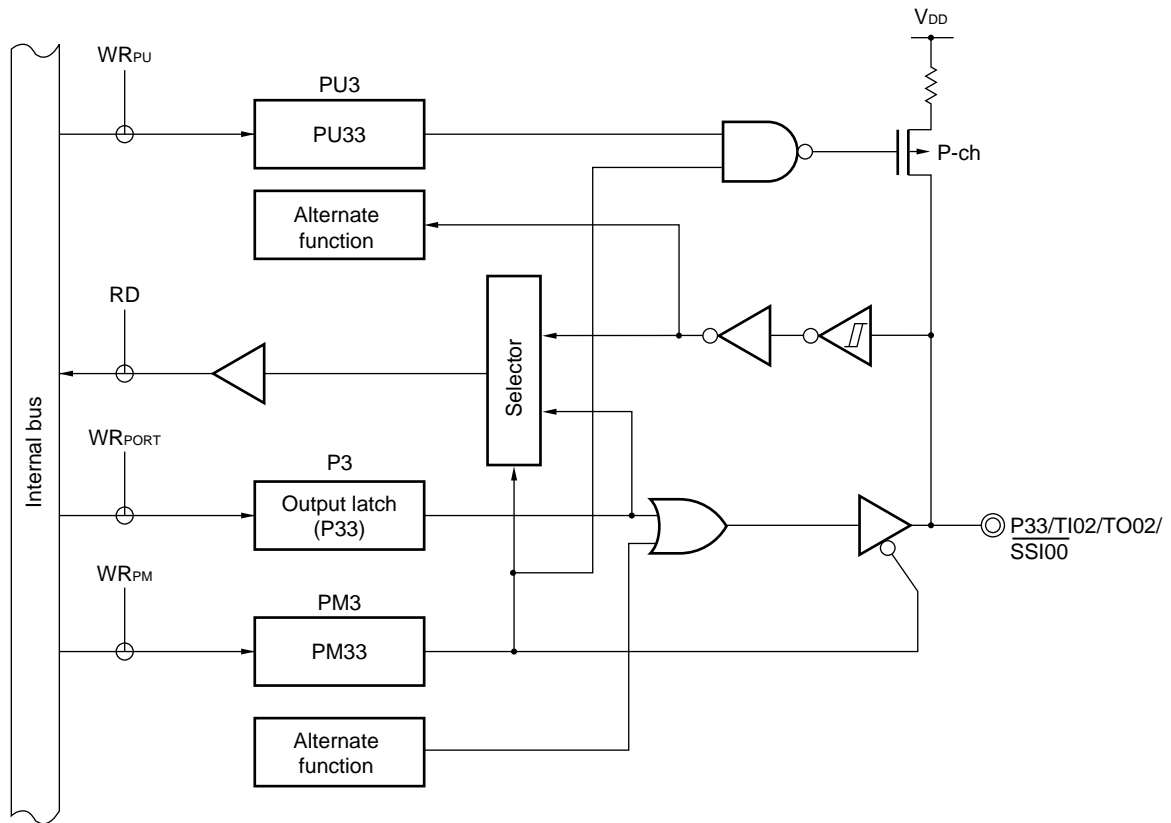 VDD
WRPU
PU3
PU33
P-ch
Alternate
function
RD
Selector
Internal bus
WRPORT
P3
Output latch
(P33)
P33/TI02/TO02/
SSI00
WRPM
PM3
PM33
Alternate
function